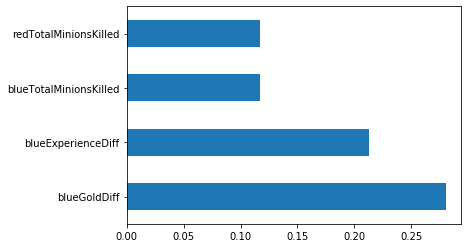 redTotalMinionsKilled
blueTotalMinionsKilled
blueExperienceDiff
blueGoldDiff
0.00 0.05 0.10 0.15 0.20 0.25